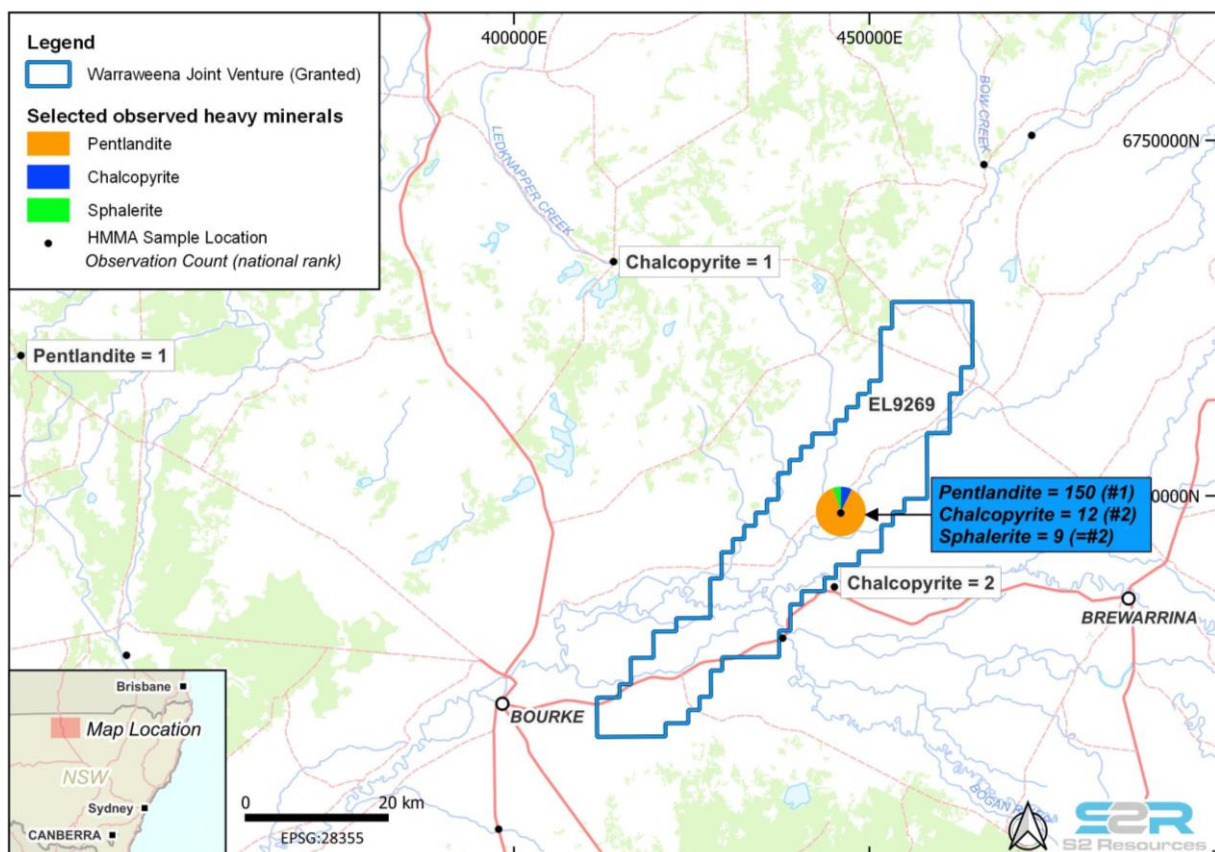 Legend
Warraweena Joint Venture (Granted)
Selected observed heavy minerals
Pentlandite
Chalcopyrite
Sphalerite
HMMA Sample Location
Observation Count (national rank)
400000E
450000E
6750000N
LEDKNAPPER CREEK
BOW CREEK
Chalcopyrite = 1
Pentlandite = 1
EL9269
0000N
Pentlandite = 150 (#1)
Chalcopyrite = 12 (#2)
Sphalerite = 9 (=#2)
Chalcopyrite = 2
BREWARRINA
BOURKE
Brisbane
Map Location
NSW
Sydney
CANBERRA
0
20 km
EPSG:28355
BOGAN
S2R
S2 Resources